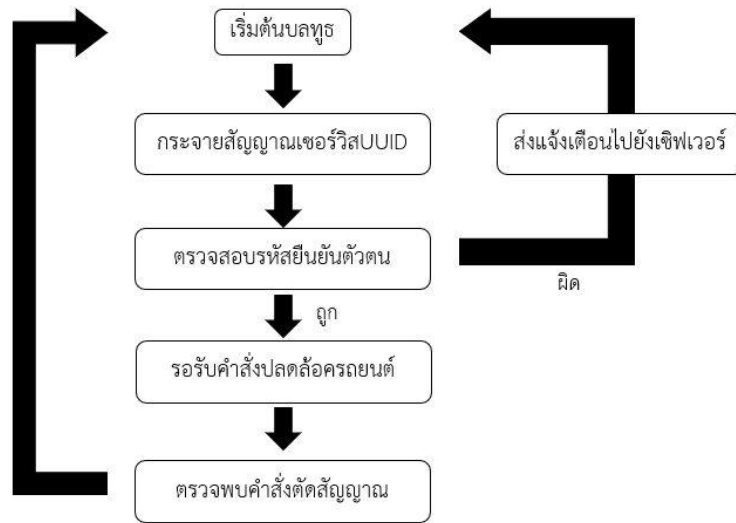 เริ่มต้นบลทูธ
กระจายสัญญาณเซอร์วิสUUID
ส่งแจ้งเตือนไปยังเซิฟเวอร์
ตรวจสอบรหัสยืนยันตัวตน
ผิด
ถูก
รอรับคำสั่งปลดล้อครถยนต์
ตรวจพบคำสั่งตัดสัญญาณ